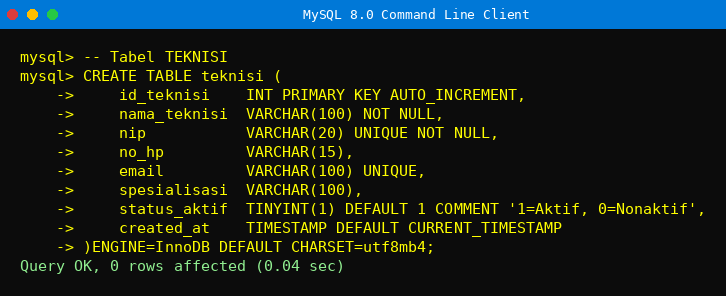 MySQL 8.0 Command Line Client
mysql> -- Tabel TEKNISI
mysql> CREATE TABLE teknisi (
    ->     id_teknisi    INT PRIMARY KEY AUTO_INCREMENT,
    ->     nama_teknisi  VARCHAR(100) NOT NULL,
    ->     nip           VARCHAR(20) UNIQUE NOT NULL,
    ->     no_hp         VARCHAR(15),
    ->     email         VARCHAR(100) UNIQUE,
    ->     spesialisasi  VARCHAR(100),
    ->     status_aktif  TINYINT(1) DEFAULT 1 COMMENT '1=Aktif, 0=Nonaktif',
    ->     created_at    TIMESTAMP DEFAULT CURRENT_TIMESTAMP
    -> )ENGINE=InnoDB DEFAULT CHARSET=utf8mb4;
Query OK, 0 rows affected (0.04 sec)